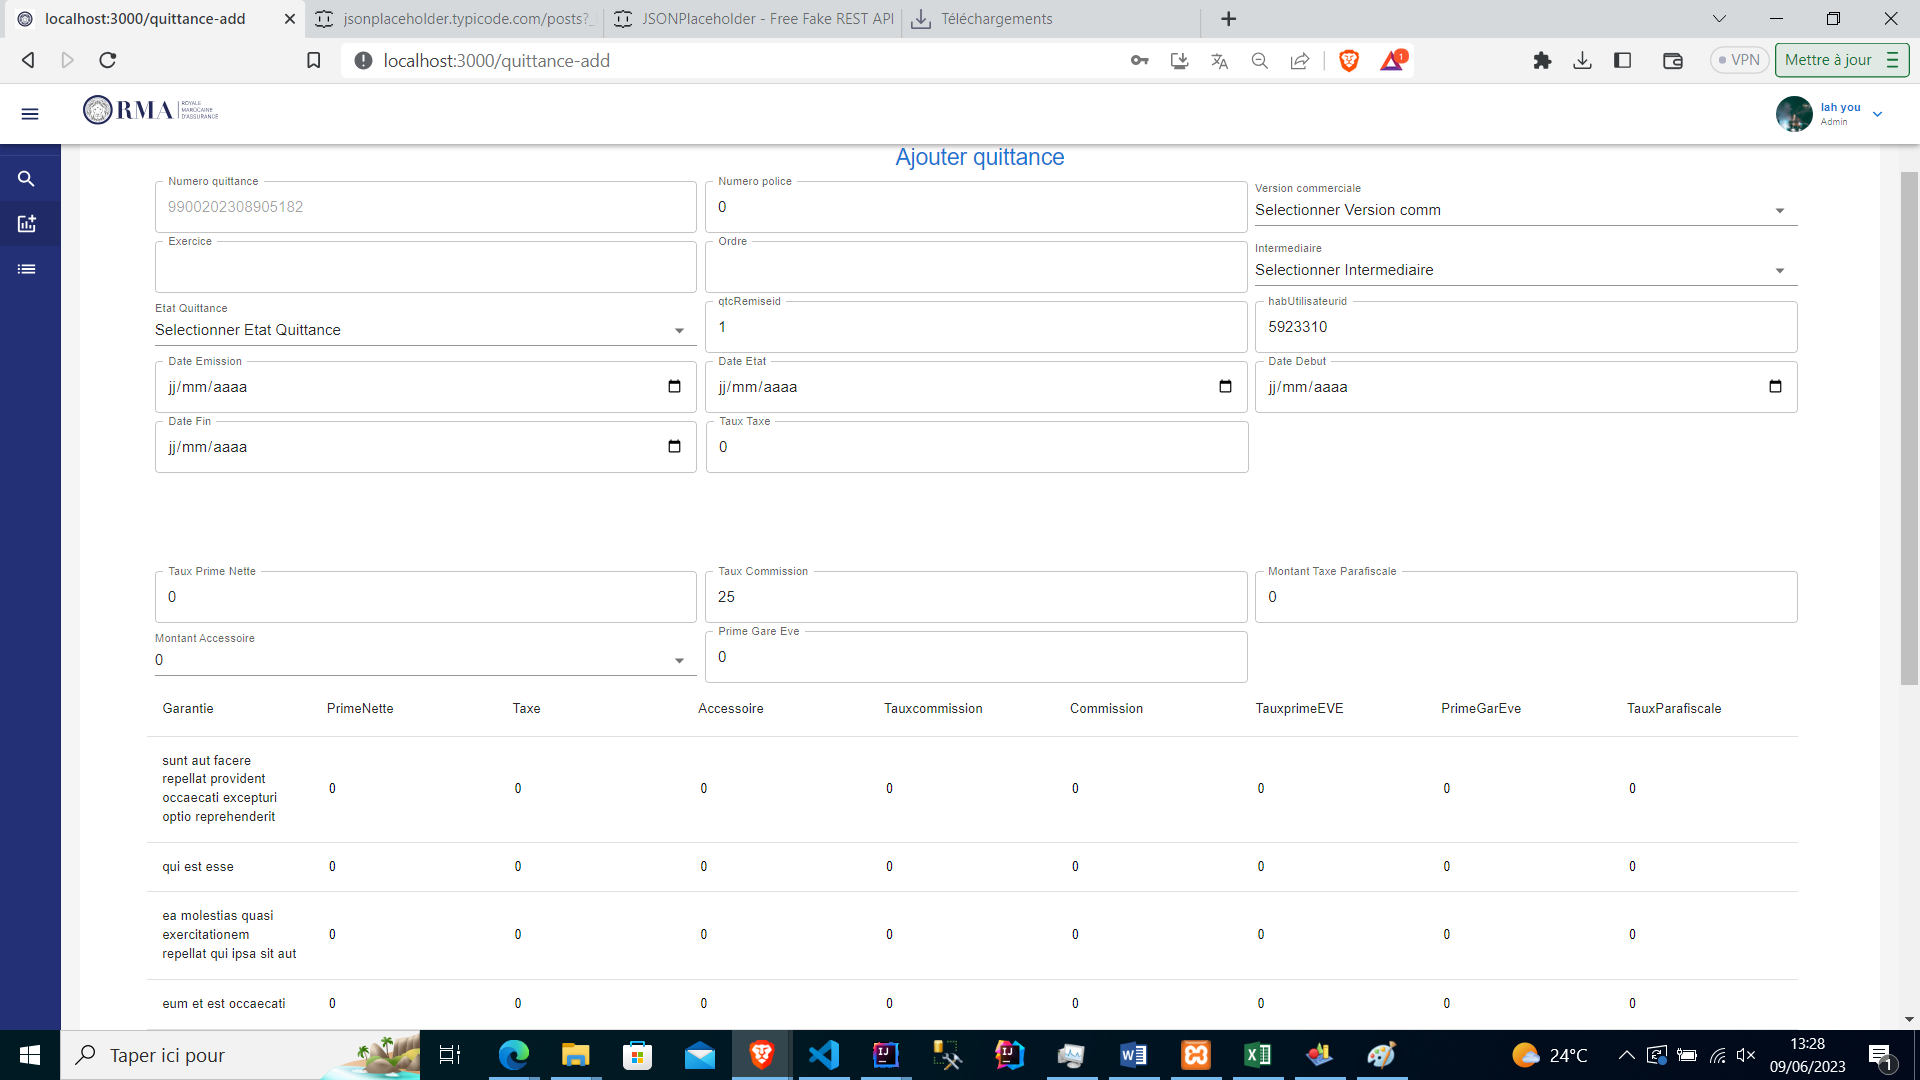 localhost:3000/quittance-add
jsonplaceholder.typicode.com/posts?_
JSONPlaceholder - Free Fake REST API
Téléchargements
localhost:3000/quittance-add
1
VPN
Mettre à jour
RMA
ROYALE
MAROCAINE
D'ASSURANCE
lah you
Admin
Ajouter quittance
Numero quittance
9900202308905182
Numero police
0
Version commerciale
Selectionner Version comm
Exercice
Ordre
Intermediaire
Selectionner Intermediaire
Etat Quittance
Selectionner Etat Quittance
qtcRemiseid
1
habUtilisateurid
5923310
Date Emission
jj/mm/aaaa
Date Etat
jj/mm/aaaa
Date Debut
jj/mm/aaaa
Date Fin
jj/mm/aaaa
Taux Taxe
0
Taux Prime Nette
0
Taux Commission
25
Montant Taxe Parafiscale
0
Montant Accessoire
0
Prime Gare Eve
0
Garantie PrimeNette Taxe Accessoire Tauxcommission Commission TauxprimeEVE PrimeGarEve TauxParafiscale
sunt aut facere
repellat provident
occaecati excepturi
optio reprehenderit
0 0 0 0 0 0 0 0
qui est esse 0 0 0 0 0 0 0 0
ea molestias quasi
exercitationem
repellat qui ipsa sit aut
0 0 0 0 0 0 0 0
eum et est occaecati 0 0 0 0 0 0 0 0
Taper ici pour
24°C
13:28
09/06/2023
1